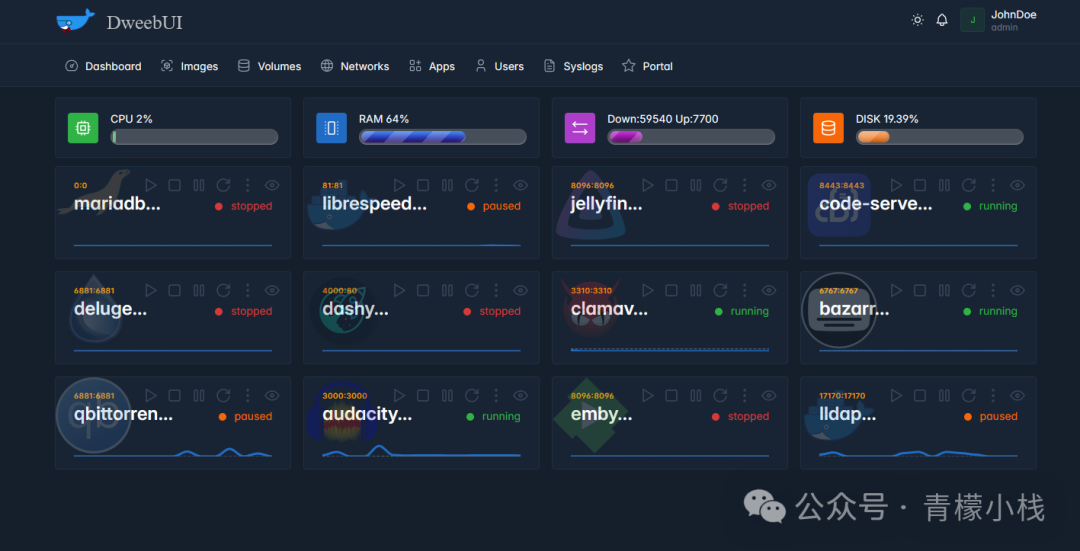 DweebUI
J
JohnDoe
admin
Dashboard Images Volumes Networks Apps Users Syslogs Portal
CPU 2%
RAM 64%
Down:59540 Up:7700
DISK 19.39%
0:0
mariadb...
stopped
81:81
librespeed...
paused
8096:8096
jellyfin...
stopped
8443:8443
code-serve...
running
6881:6881
deluge...
stopped
4000:80
dashy...
stopped
3310:3310
clamav...
running
6767:6767
bazarr...
running
6881:6881
qbittorren...
paused
3000:3000
audacity...
running
8096:8096
emby...
stopped
17170:17170
lldap...
paused
公众号 · 青檬小栈